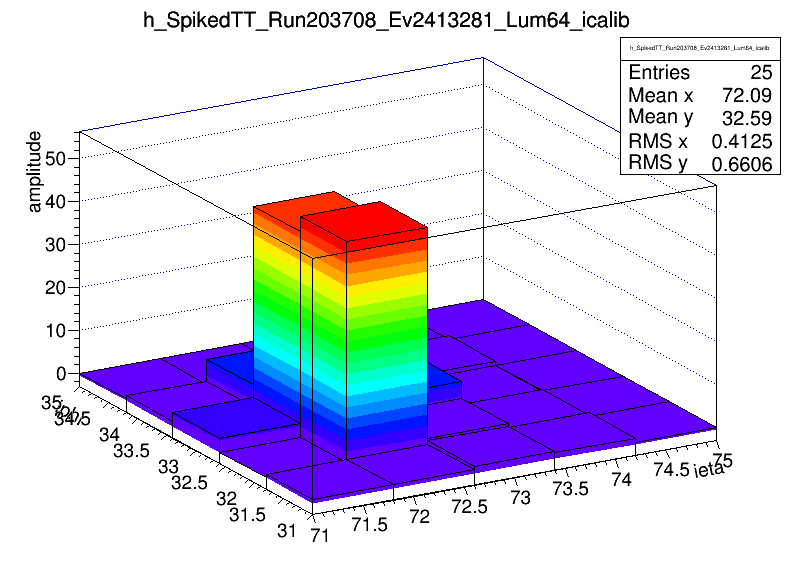 h_SpikedTT_Run203708_Ev2413281_Lum64_icalib
h_SpikedTT_Run203708_Ev2413281_Lum64_icalib
Entries 25
Mean x 72.09
Mean y 32.59
RMS x 0.4125
RMS y 0.6606
amplitude
50
40
30
20
10
0
35
34.5
34
33.5
33
32.5
32
31.5
31
71
71.5
72
72.5
73
73.5
74
74.5
75
ieta